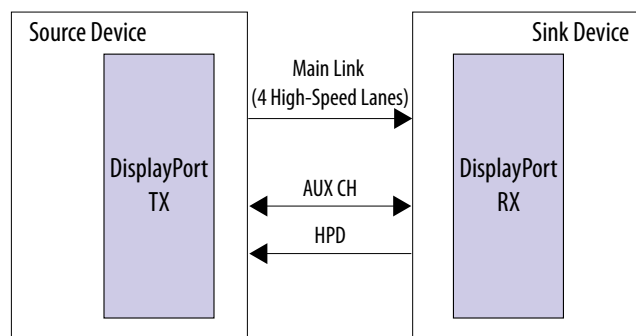 Source Device
Sink Device
Main Link
(4 High-Speed Lanes)
DisplayPort
TX
AUX CH
HPD
DisplayPort
RX